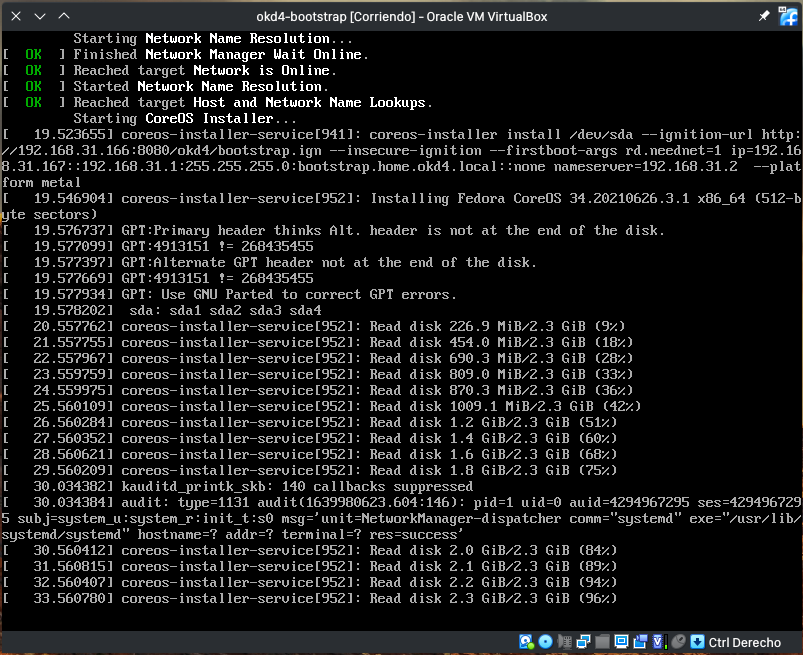 okd4-bootstrap [Corriendo] - Oracle VM VirtualBox
Starting Network Name Resolution...
[  OK  ] Finished Network Manager Wait Online.
[  OK  ] Reached target Network is Online.
[  OK  ] Started Network Name Resolution.
[  OK  ] Reached target Host and Network Name Lookups.
Starting CoreOS Installer...
[   19.523655] coreos-installer-service[941]: coreos-installer install /dev/sda --ignition-url http:
//192.168.31.166:8080/okd4/bootstrap.ign --insecure-ignition --firstboot-args rd.neednet=1 ip=192.16
8.31.167::192.168.31.1:255.255.255.0:bootstrap.home.okd4.local::none nameserver=192.168.31.2  --plat
form metal
[   19.546904] coreos-installer-service[952]: Installing Fedora CoreOS 34.20210626.3.1 x86_64 (512-b
yte sectors)
[   19.576737] GPT:Primary header thinks Alt. header is not at the end of the disk.
[   19.577099] GPT:4913151 != 268435455
[   19.577397] GPT:Alternate GPT header not at the end of the disk.
[   19.577669] GPT:4913151 != 268435455
[   19.577934] GPT: Use GNU Parted to correct GPT errors.
[   19.578202]  sda: sda1 sda2 sda3 sda4
[   20.557762] coreos-installer-service[952]: Read disk 226.9 MiB/2.3 GiB (9%)
[   21.557755] coreos-installer-service[952]: Read disk 454.0 MiB/2.3 GiB (18%)
[   22.557967] coreos-installer-service[952]: Read disk 690.3 MiB/2.3 GiB (28%)
[   23.559759] coreos-installer-service[952]: Read disk 809.0 MiB/2.3 GiB (33%)
[   24.559975] coreos-installer-service[952]: Read disk 870.3 MiB/2.3 GiB (36%)
[   25.560109] coreos-installer-service[952]: Read disk 1009.1 MiB/2.3 GiB (42%)
[   26.560284] coreos-installer-service[952]: Read disk 1.2 GiB/2.3 GiB (51%)
[   27.560352] coreos-installer-service[952]: Read disk 1.4 GiB/2.3 GiB (60%)
[   28.560621] coreos-installer-service[952]: Read disk 1.6 GiB/2.3 GiB (68%)
[   29.560209] coreos-installer-service[952]: Read disk 1.8 GiB/2.3 GiB (75%)
[   30.034382] kauditd_printk_skb: 140 callbacks suppressed
[   30.034384] audit: type=1131 audit(1639980623.604:146): pid=1 uid=0 auid=4294967295 ses=429496729
5 subj=system_u:system_r:init_t:s0 msg='unit=NetworkManager-dispatcher comm="systemd" exe="/usr/lib/
systemd/systemd" hostname=? addr=? terminal=? res=success'
[   30.560412] coreos-installer-service[952]: Read disk 2.0 GiB/2.3 GiB (84%)
[   31.560815] coreos-installer-service[952]: Read disk 2.1 GiB/2.3 GiB (89%)
[   32.560407] coreos-installer-service[952]: Read disk 2.2 GiB/2.3 GiB (94%)
[   33.560780] coreos-installer-service[952]: Read disk 2.3 GiB/2.3 GiB (96%)
Ctrl Derecho